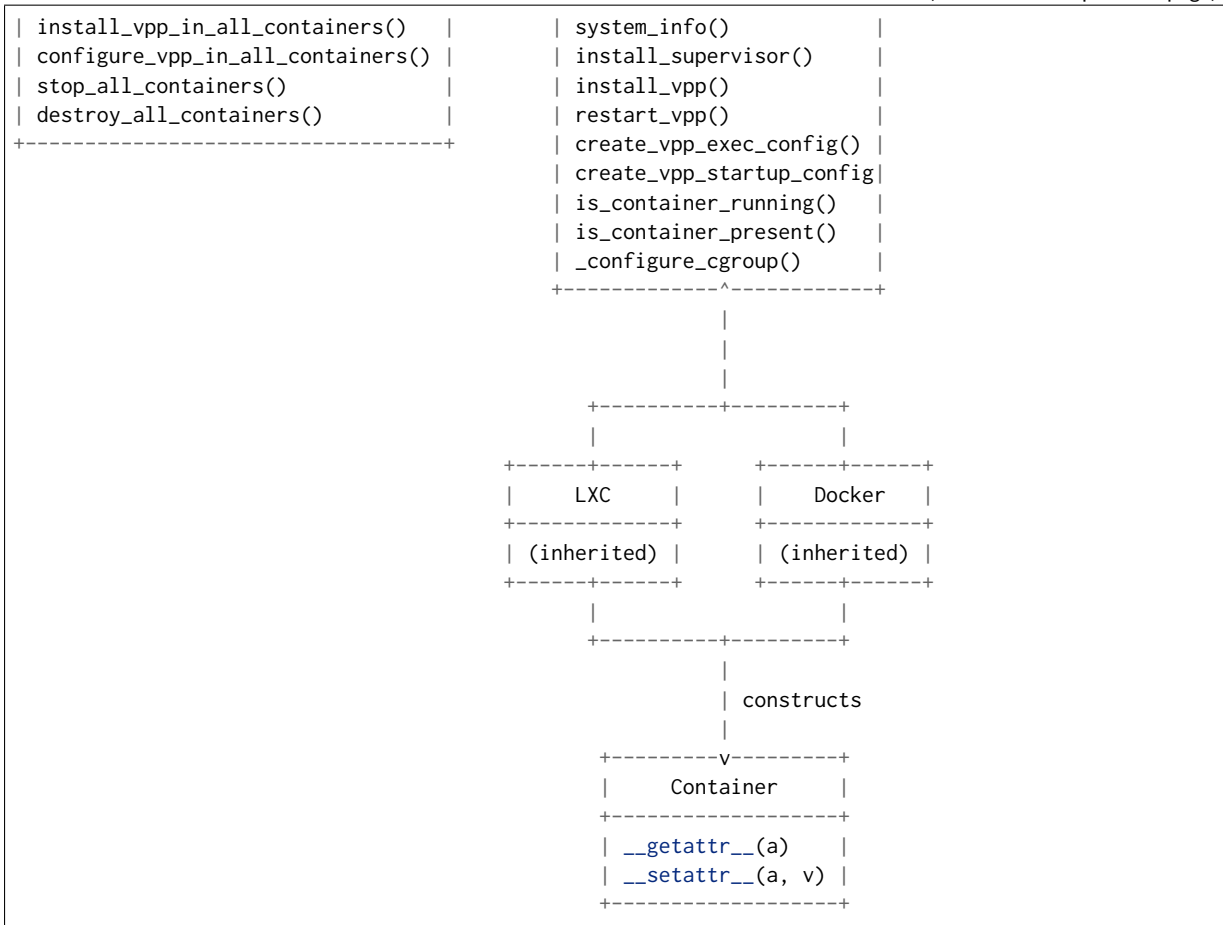 | install_vpp_in_all_containers()   |        | system_info()            |
| configure_vpp_in_all_containers() |        | install_supervisor()     |
| stop_all_containers()             |        | install_vpp()            |
| destroy_all_containers()          |        | restart_vpp()            |
+-----------------------------------+        | create_vpp_exec_config() |
                                             | create_vpp_startup_config|
                                             | is_container_running()   |
                                             | is_container_present()   |
                                             | _configure_cgroup()      |
                                             +-------------^------------+
                                                           |
                                                           |
                                                           |
                                                +----------+---------+
                                                |                    |
                                         +------+------+      +------+------+
                                         |     LXC     |      |    Docker   |
                                         +-------------+      +-------------+
                                         | (inherited) |      | (inherited) |
                                         +------+------+      +------+------+
                                                |                    |
                                                +----------+---------+
                                                           |
                                                           | constructs
                                                           |
                                                 +---------v---------+
                                                 |     Container     |
                                                 +-------------------+
                                                 | __getattr__(a)    |
                                                 | __setattr__(a, v) |
                                                 +-------------------+